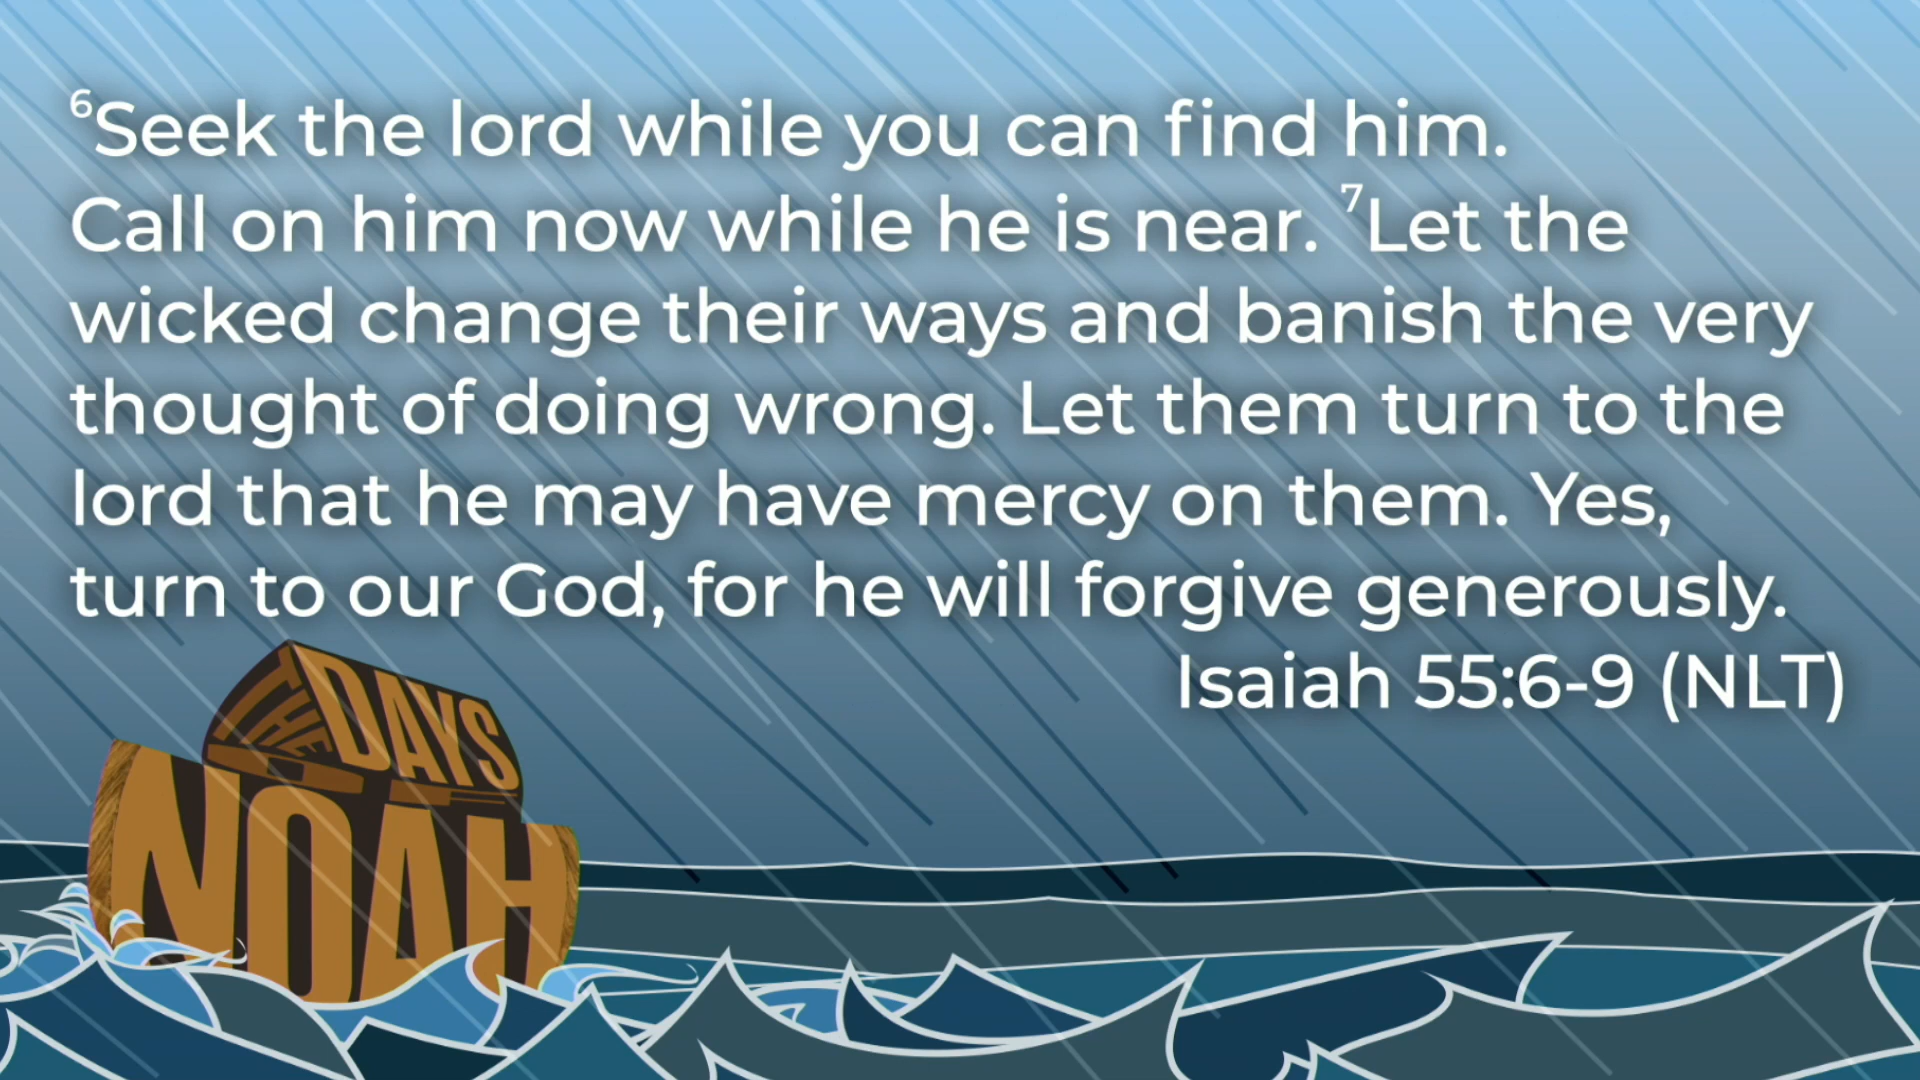 ⁶Seek the lord while you can find him.
Call on him now while he is near. ⁷Let the
wicked change their ways and banish the very
thought of doing wrong. Let them turn to the
lord that he may have mercy on them. Yes,
turn to our God, for he will forgive generously.
Isaiah 55:6-9 (NLT)
THE DAYS
NOAH